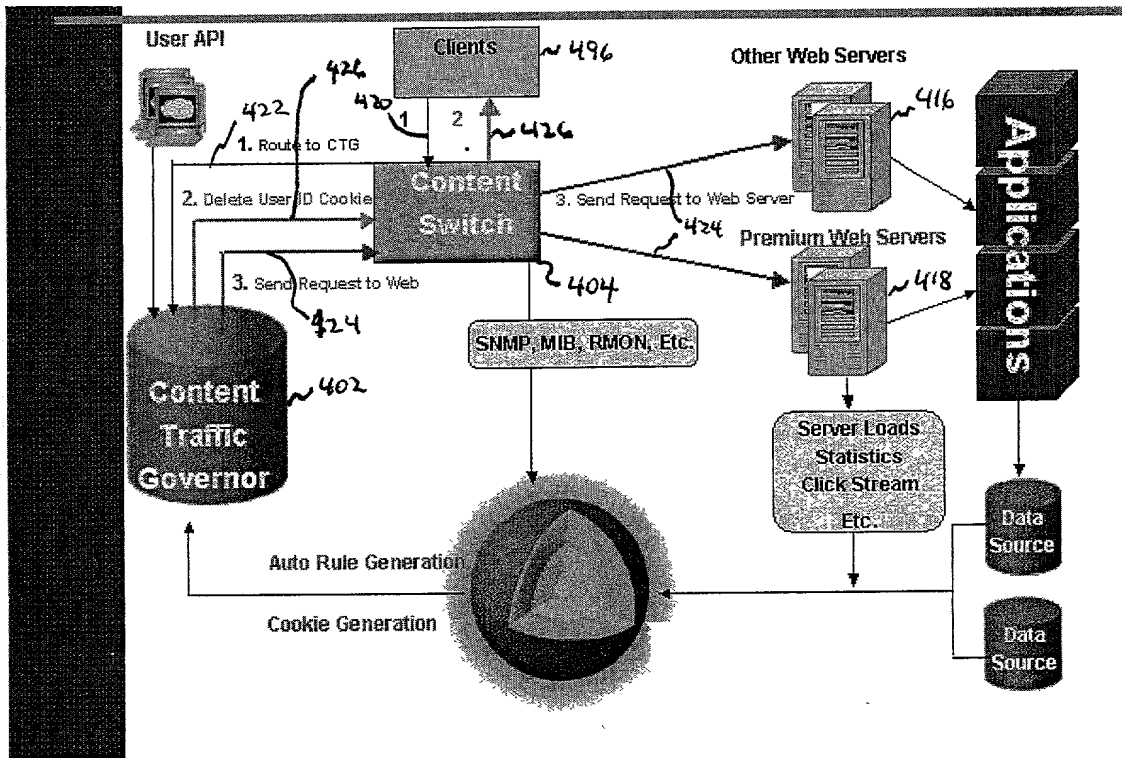 User API
Clients
496
Other Web Servers
426
420
1
2
426
422
416
Applications
1. Route to CTG
Content
Switch
2. Delete User ID Cookie
3. Send Request to Web Server
424
Premium Web Servers
3. Send Request to Web
404
418
424
SNMP, MIB, RMON, Etc.
402
Content
Traffic
Governor
Server Loads
Statistics
Click Stream
Etc.
Data
Source
Auto Rule Generation
Cookie Generation
Data
Source